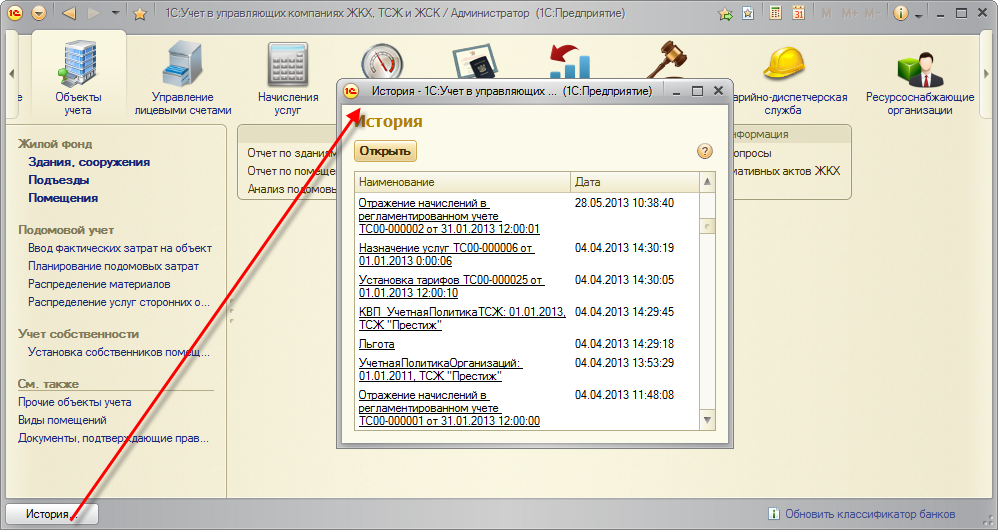 1С:Учет в управляющих компаниях ЖКХ, ТСЖ и ЖСК / Администратор (1С:Предприятие)
M M+ M-
Объекты учета
Управление лицевыми счетами
Начисления услуг
диспетчерская служба
Ресурсоснабжающие организации
Жилой фонд
Здания, сооружения
Подъезды
Помещения
Подомовой учет
Ввод фактических затрат на объект
Планирование подомовых затрат
Распределение материалов
Распределение услуг сторонних о...
Учет собственности
Установка собственников помещ...
См. также
Прочие объекты учета
Виды помещений
Документы, подтверждающие прав...
Отчет по зданиям
Отчет по помеще
Анализ подомовы
нформация
опросы
мативных актов ЖКХ
История - 1С:Учет в управляющих ... (1С:Предприятие)
История
Открыть
?
Наименование Дата
Отражение начислений в 28.05.2013 10:38:40
регламентированном учете
ТС00-000002 от 31.01.2013 12:00:01
Назначение услуг ТС00-000006 от 04.04.2013 14:30:19
01.01.2013 0:00:06
Установка тарифов ТС00-000025 от 04.04.2013 14:30:05
01.01.2013 12:00:10
КВП_УчетнаяПолитикаТСЖ: 01.01.2013, 04.04.2013 14:29:45
ТСЖ "Престиж"
Льгота 04.04.2013 14:29:18
УчетнаяПолитикаОрганизаций: 04.04.2013 13:53:29
01.01.2011, ТСЖ "Престиж"
Отражение начислений в 04.04.2013 11:48:08
регламентированном учете
ТС00-000001 от 31.01.2013 12:00:00
История...
Обновить классификатор банков